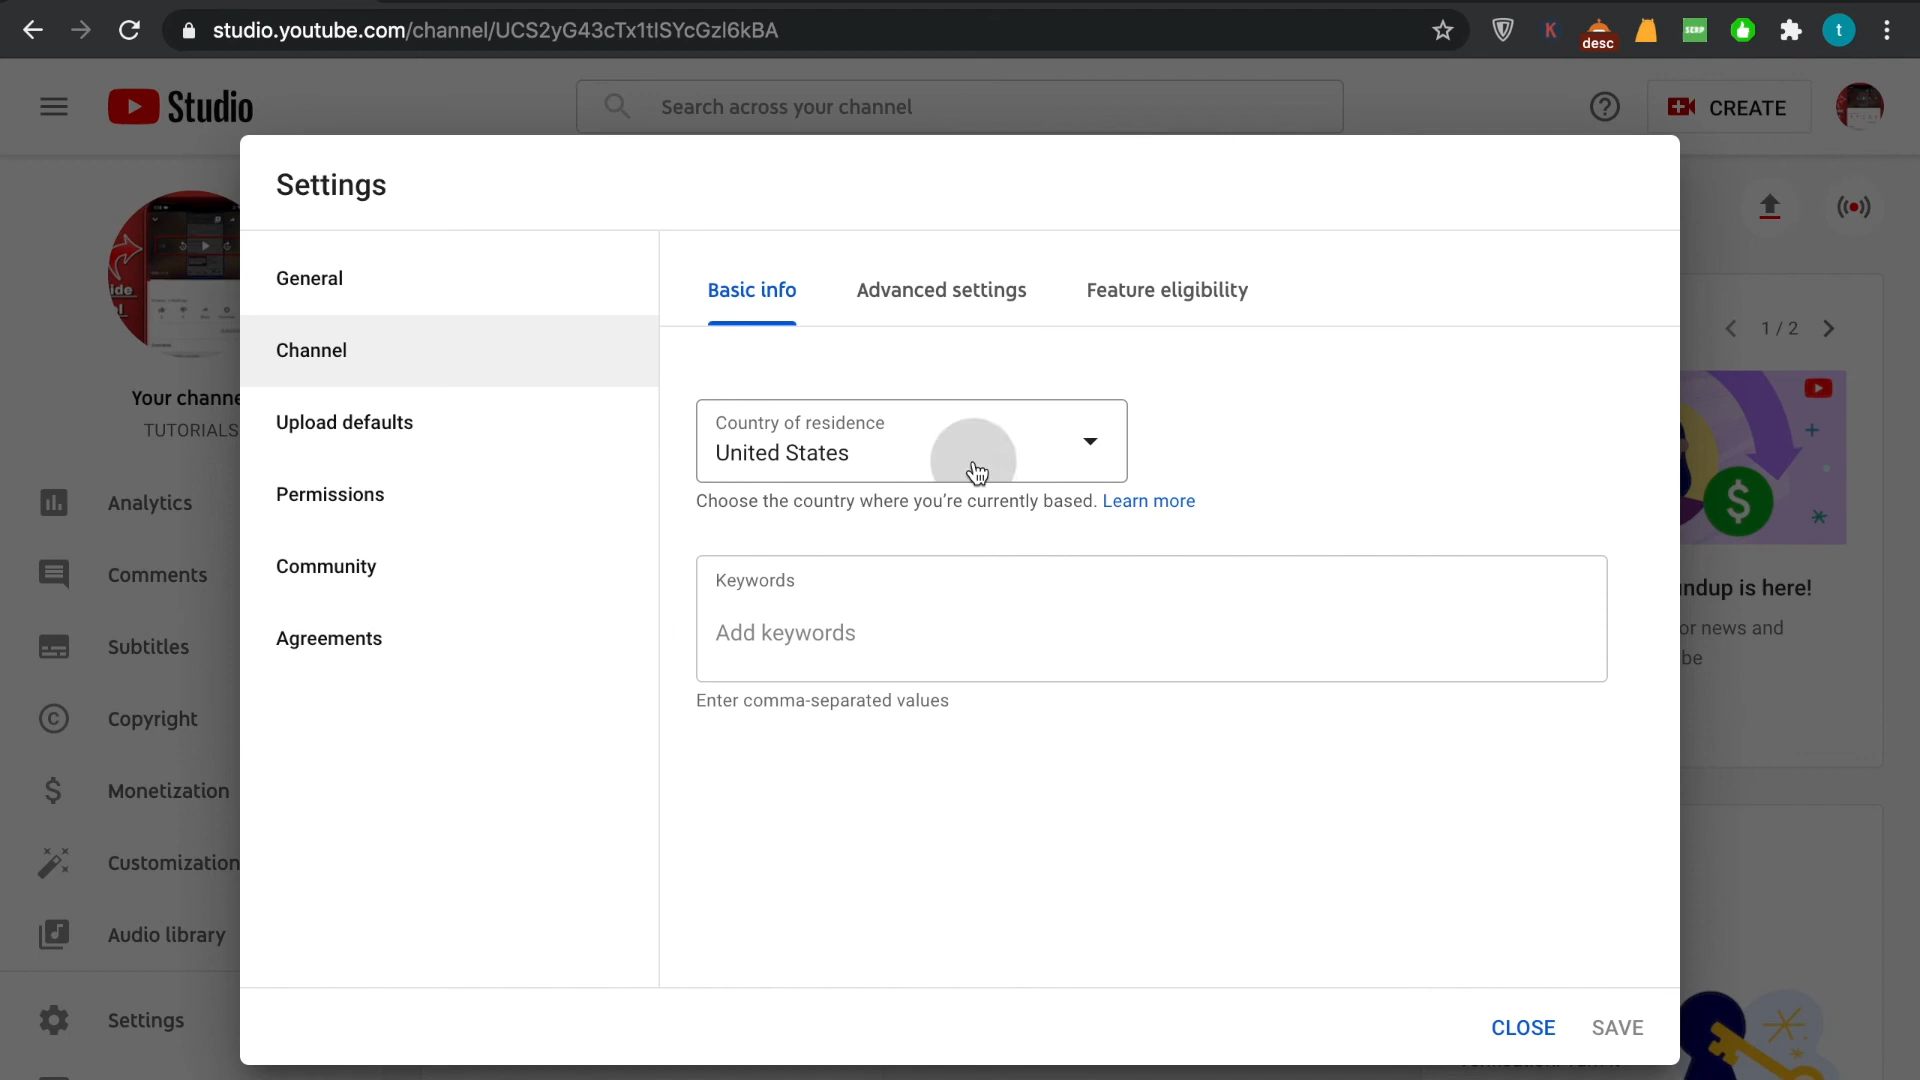 studio.youtube.com/channel/UCS2yG43cTx1tlSYcGzl6kBA
K
desc
SERP
t
Studio
Search across your channel
CREATE
Settings
General
Channel
Upload defaults
Permissions
Community
Agreements
Basic info
Advanced settings
Feature eligibility
Country of residence
United States
Choose the country where you're currently based. Learn more
Keywords
Add keywords
Enter comma-separated values
CLOSE
SAVE
ide
Your channe
TUTORIALS
Analytics
Comments
Subtitles
Copyright
Monetization
Customization
Audio library
Settings
1 / 2
$
ndup is here!
or news and
be